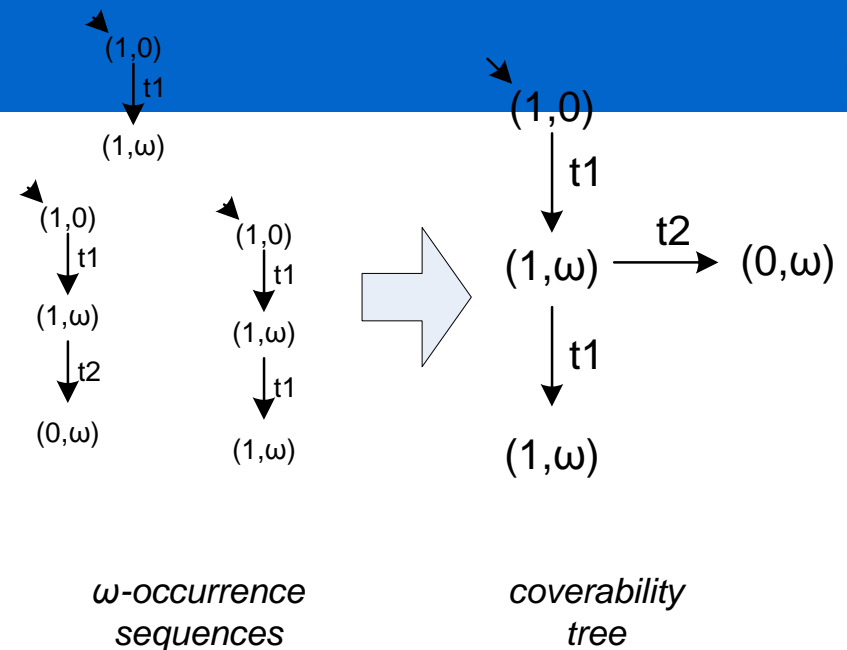 (1,0)
t1
(1,ω)
(1,0)
t1
(1,ω)
t2
(0,ω)
(1,0)
t1
(1,ω)
t1
(1,ω)
ω-occurrence
sequences
(1,0)
t1
(1,ω)
t2
(0,ω)
t1
(1,ω)
coverability
tree